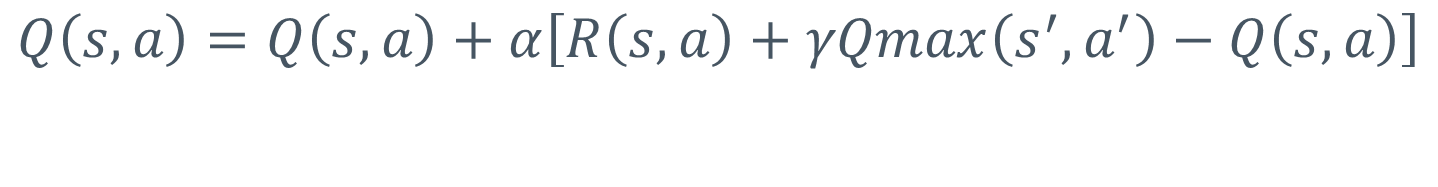 Q(s, a) = Q(s, a) + α[R(s, a) + γQmax(s′, a′) − Q(s, a)]